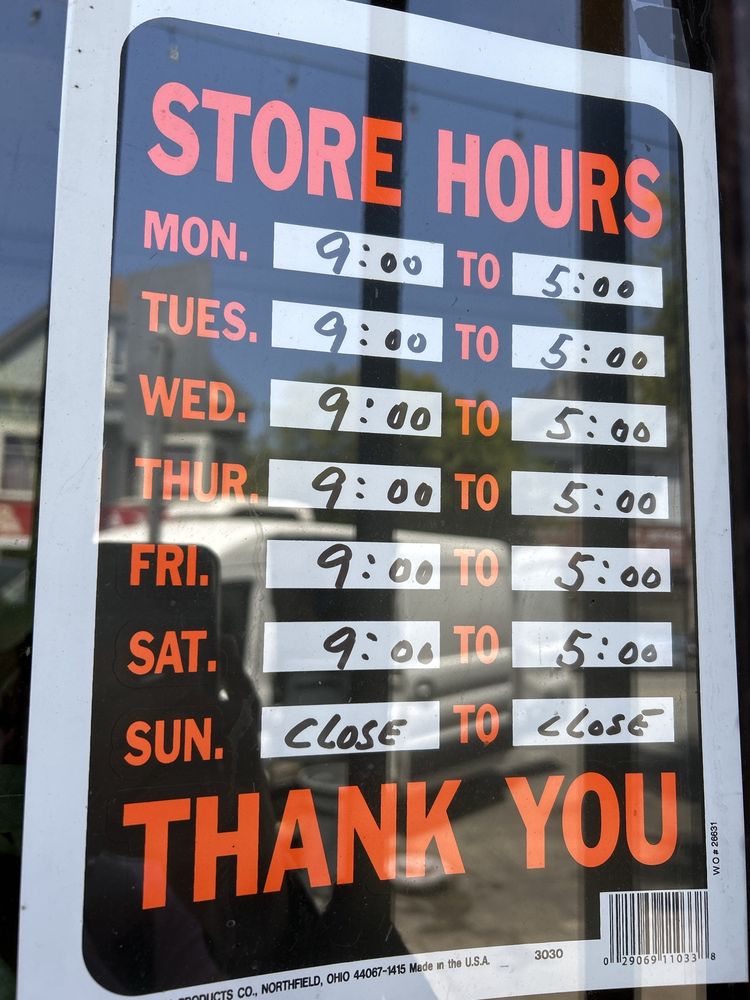 STORE HOURS
MON. 9:00 TO 5:00
TUES. 9:00 TO 5:00
WED. 9:00 TO 5:00
THUR. 9:00 TO 5:00
FRI. 9:00 TO 5:00
SAT. 9:00 TO 5:00
SUN. CLOSE TO CLOSE
THANK YOU
WO # 26631
PRODUCTS CO., NORTHFIELD, OHIO 44067-1415 Made in the U.S.A. 3030
0 29069 11033 8